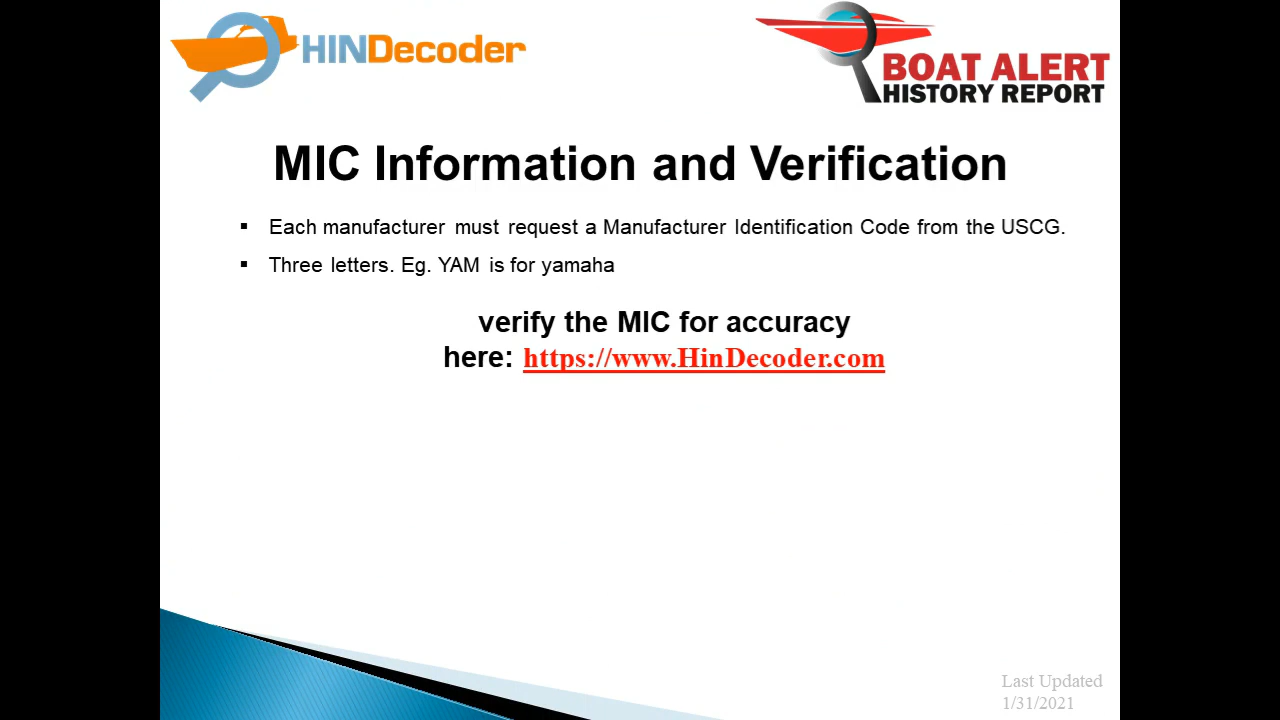 HINDecoder
BOAT ALERT
HISTORY REPORT
MIC Information and Verification
▪ Each manufacturer must request a Manufacturer Identification Code from the USCG.
▪ Three letters. Eg. YAM is for yamaha
verify the MIC for accuracy
here: https://www.HinDecoder.com
Last Updated
1/31/2021